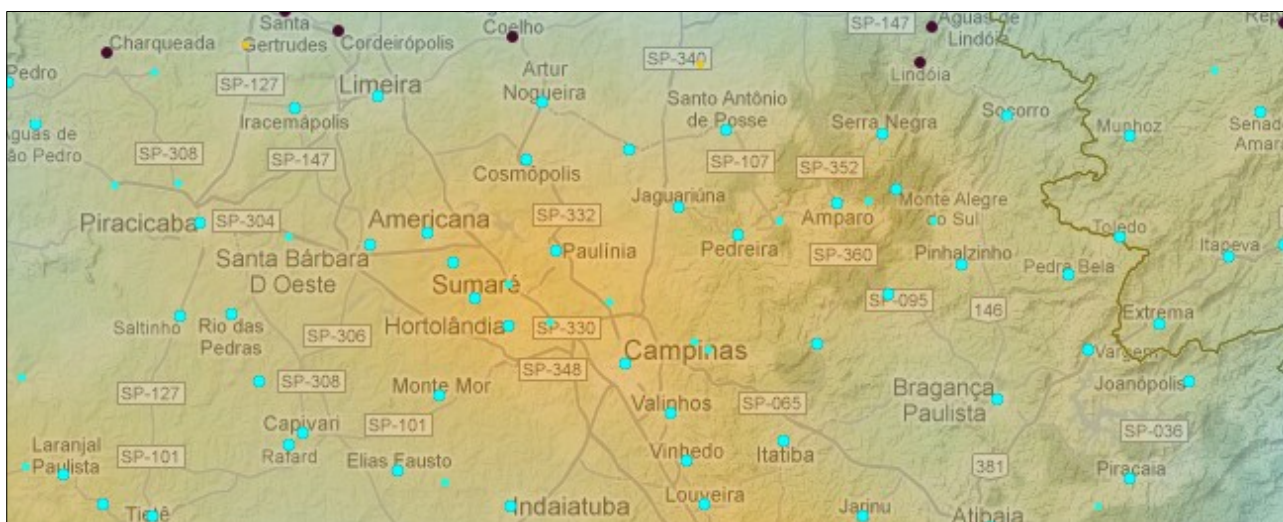 Santa
Gertrudes
Charqueada
Cordeirópolis
Coelho
SP-147
Águas de
Lindói
Lindóia
Pedro
SP-127
Limeira
Iracemápolis
Artur
Nogueira
SP-340
Santo Antônio
de Posse
Serra Negra
Socorro
Munhoz
Senad
Amara
Águas de
São Pedro
SP-308
SP-147
Cosmópolis
SP-107
SP-352
Jaguariúna
Amparo
Monte Alegre
do Sul
Piracicaba
SP-304
Americana
SP-332
Paulínia
Pedreira
SP-360
Pinhalzinho
Toledo
Itapeva
Pedra Bela
Santa Bárbara
D Oeste
Sumaré
SP-095
146
Extrema
Saltinho
Rio das
Pedras
SP-306
Hortolândia
SP-330
Campinas
SP-348
Vargem
Joanópolis
SP-127
SP-308
Monte Mor
Valinhos
SP-065
Bragança
Paulista
Capivari
Rafard
SP-101
SP-036
Laranjal
Paulista
SP-101
Elias Fausto
Vinhedo
Itatiba
381
Piracaia
Tietê
Indaiatuba
Louveira
Jarinu
Atibaia